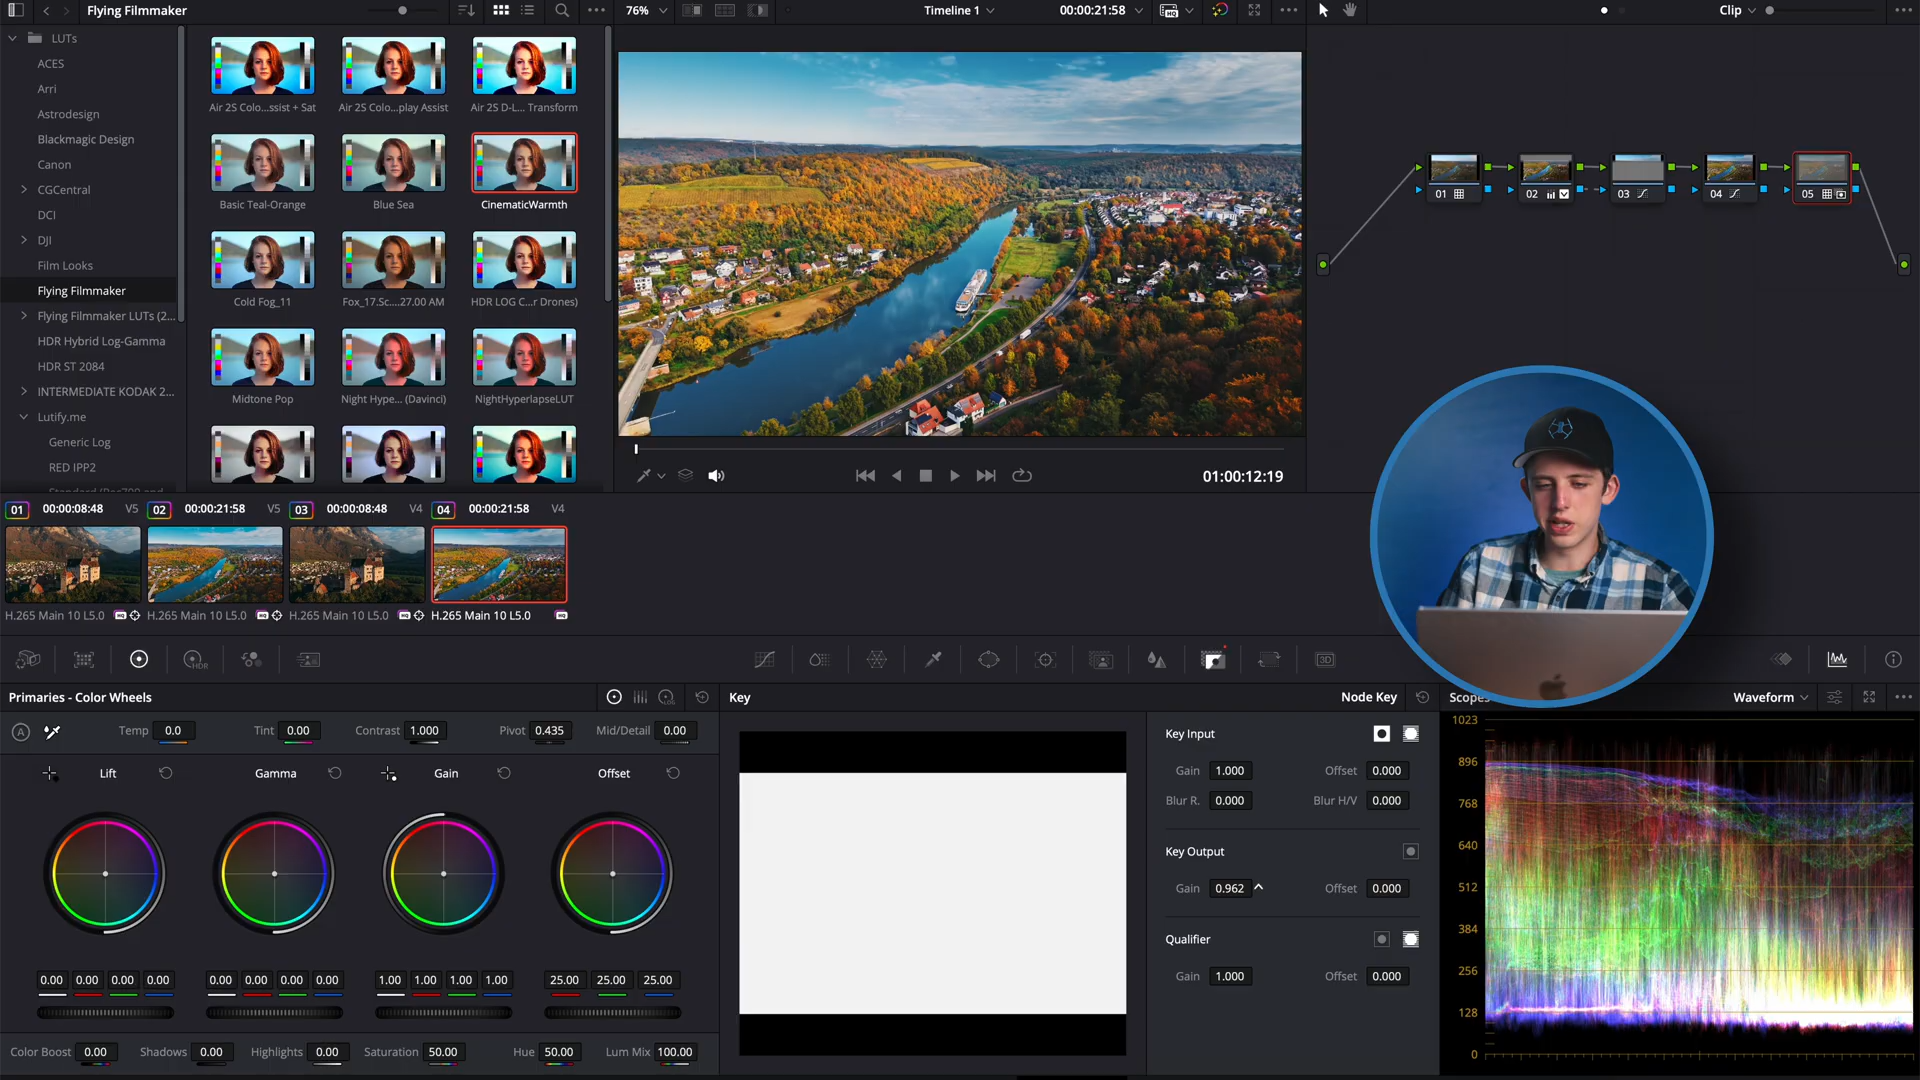 Flying Filmmaker
76%
Timeline 1
00:00:21:58
Clip
LUTs
ACES
Arri
Astrodesign
Blackmagic Design
Canon
CGCentral
DCI
DJI
Film Looks
Flying Filmmaker
Flying Filmmaker LUTs (2...
HDR Hybrid Log-Gamma
HDR ST 2084
INTERMEDIATE KODAK 2...
Lutify.me
Generic Log
RED IPP2
Air 2S Colo...ssist + Sat
Air 2S Colo...play Assist
Air 2S D-L... Transform
Basic Teal-Orange
Blue Sea
CinematicWarmth
Cold Fog_11
Fox_17.Sc....27.00 AM
HDR LOG C...r Drones)
Midtone Pop
Night Hype... (Davinci)
NightHyperlapseLUT
01:00:12:19
01
02
03
04
05
01 00:00:08:48 V5
02 00:00:21:58 V5
03 00:00:08:48 V4
04 00:00:21:58 V4
H.265 Main 10 L5.0
H.265 Main 10 L5.0
H.265 Main 10 L5.0
H.265 Main 10 L5.0
HDR
3D
Primaries - Color Wheels
LOG
Key
Node Key
Scopes
Waveform
A
Temp 0.0
Tint 0.00
Contrast 1.000
Pivot 0.435
Mid/Detail 0.00
Lift
Gamma
Gain
Offset
0.00 0.00 0.00 0.00
0.00 0.00 0.00 0.00
1.00 1.00 1.00 1.00
25.00 25.00 25.00
Color Boost 0.00
Shadows 0.00
Highlights 0.00
Saturation 50.00
Hue 50.00
Lum Mix 100.00
Key Input
Gain 1.000
Offset 0.000
Blur R. 0.000
Blur H/V 0.000
Key Output
Gain 0.962
Offset 0.000
Qualifier
Gain 1.000
Offset 0.000
1023
896
768
640
512
384
256
128
0